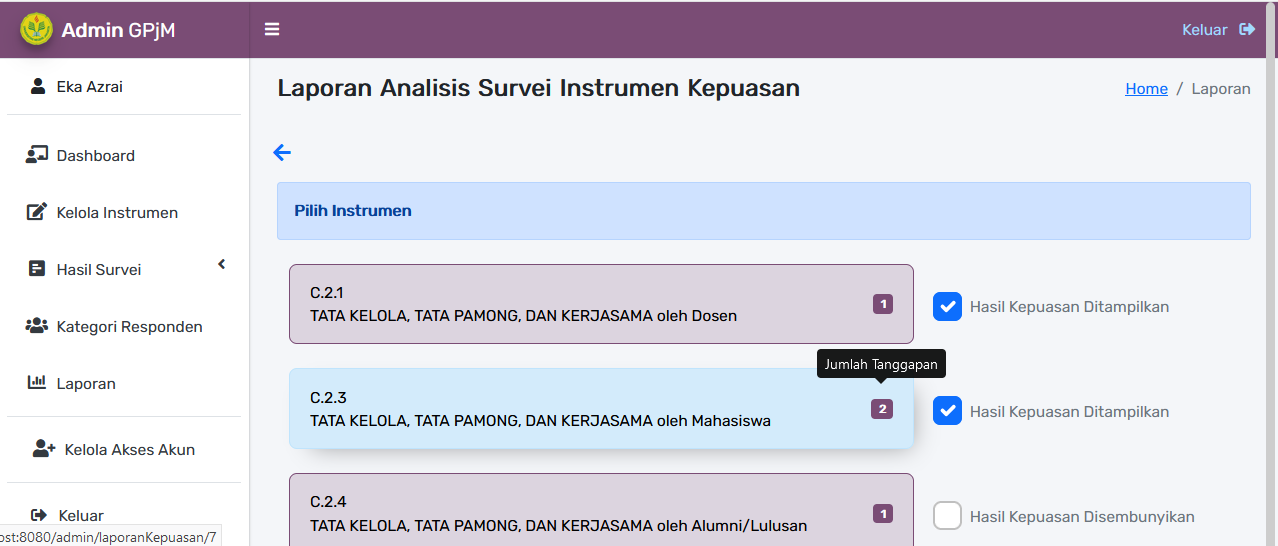 Admin GPjM
Keluar
Eka Azrai
Laporan Analisis Survei Instrumen Kepuasan
Home / Laporan
Dashboard
Kelola Instrumen
Hasil Survei
Kategori Responden
Laporan
Kelola Akses Akun
Keluar
ost:8080/admin/laporanKepuasan/7
Pilih Instrumen
C.2.1
TATA KELOLA, TATA PAMONG, DAN KERJASAMA oleh Dosen
1
Hasil Kepuasan Ditampilkan
Jumlah Tanggapan
C.2.3
TATA KELOLA, TATA PAMONG, DAN KERJASAMA oleh Mahasiswa
2
Hasil Kepuasan Ditampilkan
C.2.4
TATA KELOLA, TATA PAMONG, DAN KERJASAMA oleh Alumni/Lulusan
1
Hasil Kepuasan Disembunyikan